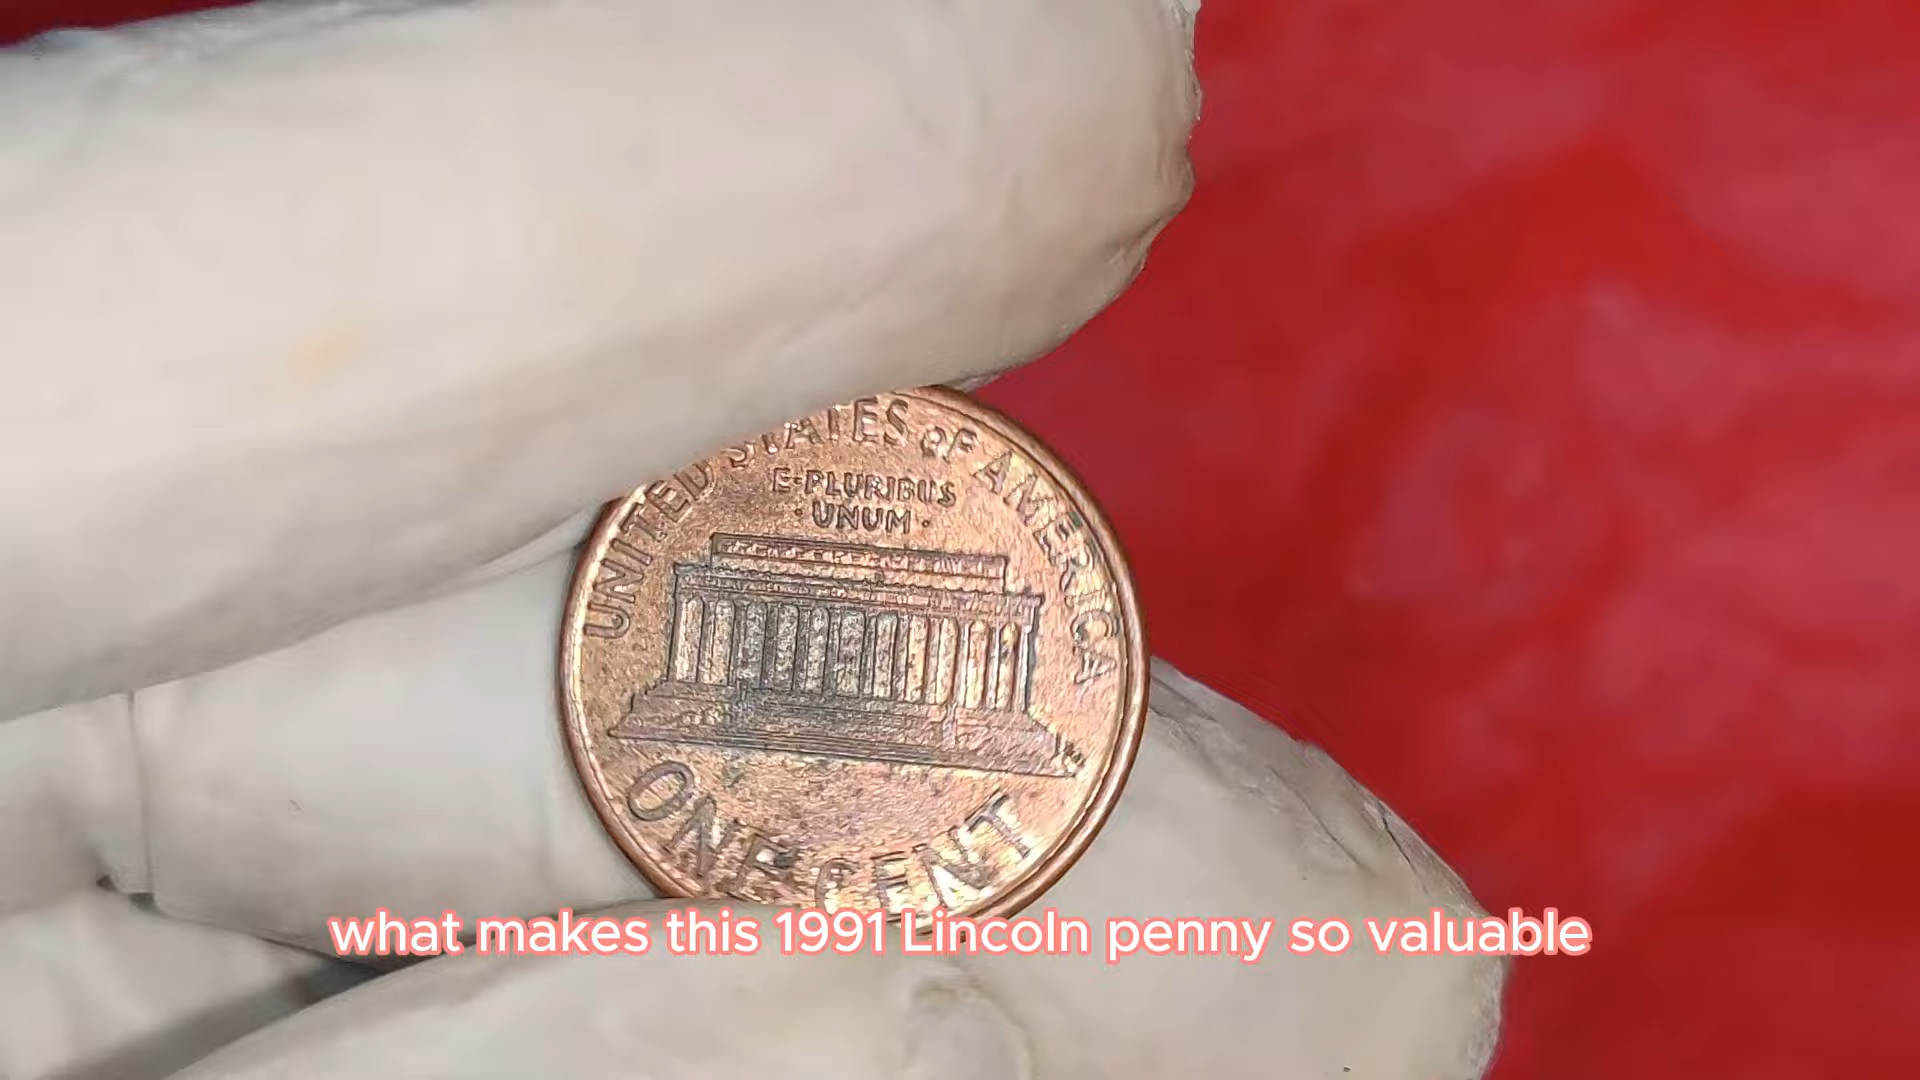 UNITED STATES OF AMERICA
E·PLURIBUS
·UNUM·
ONE CENT
what makes this 1991 Lincoln penny so valuable